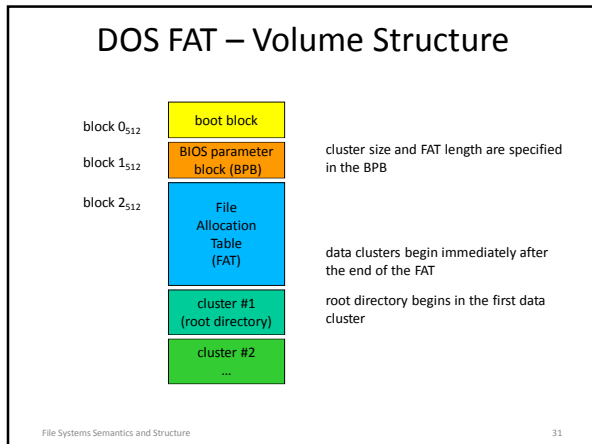 DOS FAT – Volume Structure
block 0512
boot block
block 1512
BIOS parameter
block (BPB)
cluster size and FAT length are specified
in the BPB
block 2512
File
Allocation
Table
(FAT)
data clusters begin immediately after
the end of the FAT
cluster #1
(root directory)
root directory begins in the first data
cluster
cluster #2
…
File Systems Semantics and Structure
31